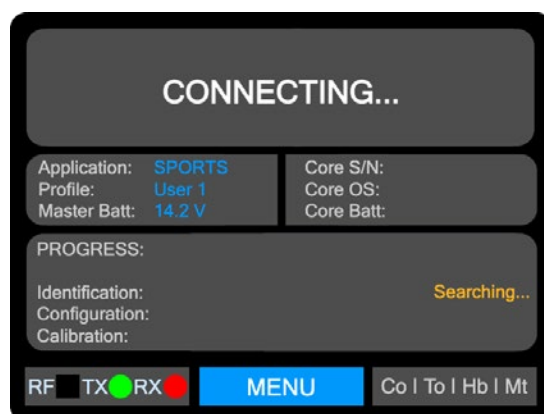 CONNECTING...
Application: SPORTS
Profile: User 1
Master Batt: 14.2 V
Core S/N:
Core OS:
Core Batt:
PROGRESS:
Identification: Searching...
Configuration:
Calibration:
RF TX RX MENU Co I To I Hb I Mt